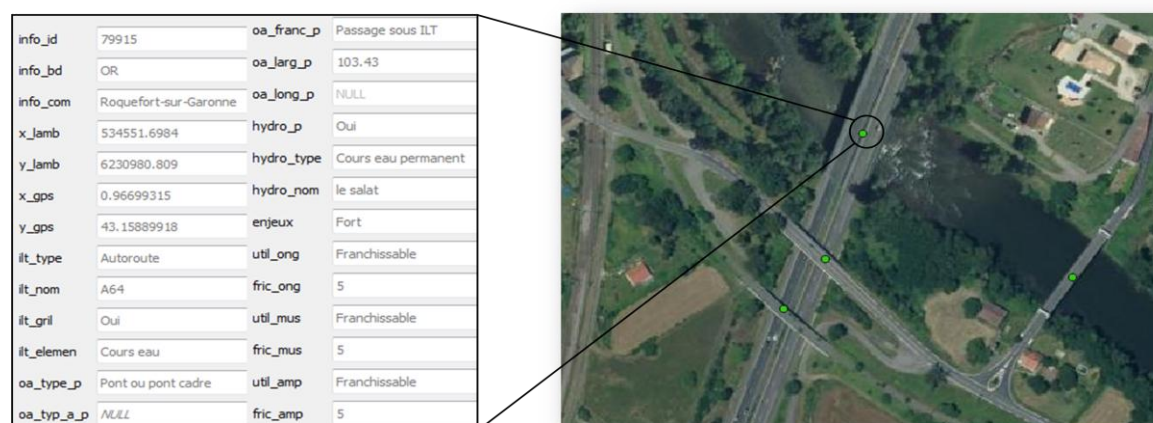 info_id 79915 oa_franc_p Passage sous ILT
info_bd OR oa_larg_p 103.43
info_com Roquefort-sur-Garonne oa_long_p NULL
x_lamb 534551.6984 hydro_p Oui
y_lamb 6230980.809 hydro_type Cours eau permanent
x_gps 0.96699315 hydro_nom le salat
y_gps 43.15889918 enjeux Fort
ilt_type Autoroute util_ong Franchissable
ilt_nom A64 fric_ong 5
ilt_gril Oui util_mus Franchissable
ilt_elemen Cours eau fric_mus 5
oa_type_p Pont ou pont cadre util_amp Franchissable
oa_typ_a_p NULL fric_amp 5